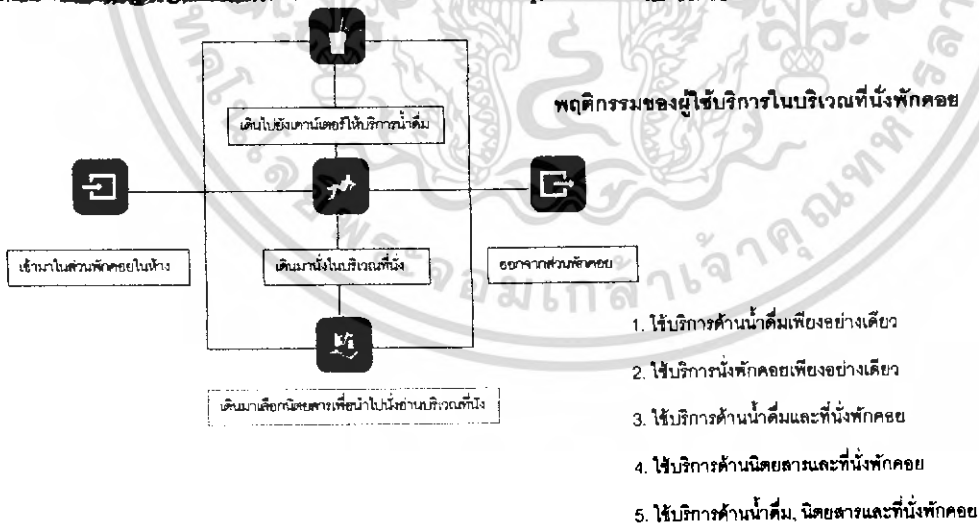 เดินไปยังเคาน์เตอร์ให้บริการน้ำดื่ม
พฤติกรรมของผู้ใช้บริการในบริเวณที่นั่งพักคอย
เข้ามาในส่วนพักคอยในห้าง
เดินมานั่งในบริเวณที่นั่ง
ออกจากส่วนพักคอย
เดินมาเลือกนิตยสารเพื่อนำไปนั่งอ่านบริเวณที่นั่ง
1. ใช้บริการด้านน้ำดื่มเพียงอย่างเดียว
2. ใช้บริการนั่งพักคอยเพียงอย่างเดียว
3. ใช้บริการด้านน้ำดื่มและที่นั่งพักคอย
4. ใช้บริการด้านนิตยสารและที่นั่งพักคอย
5. ใช้บริการด้านน้ำดื่ม, นิตยสารและที่นั่งพักคอย